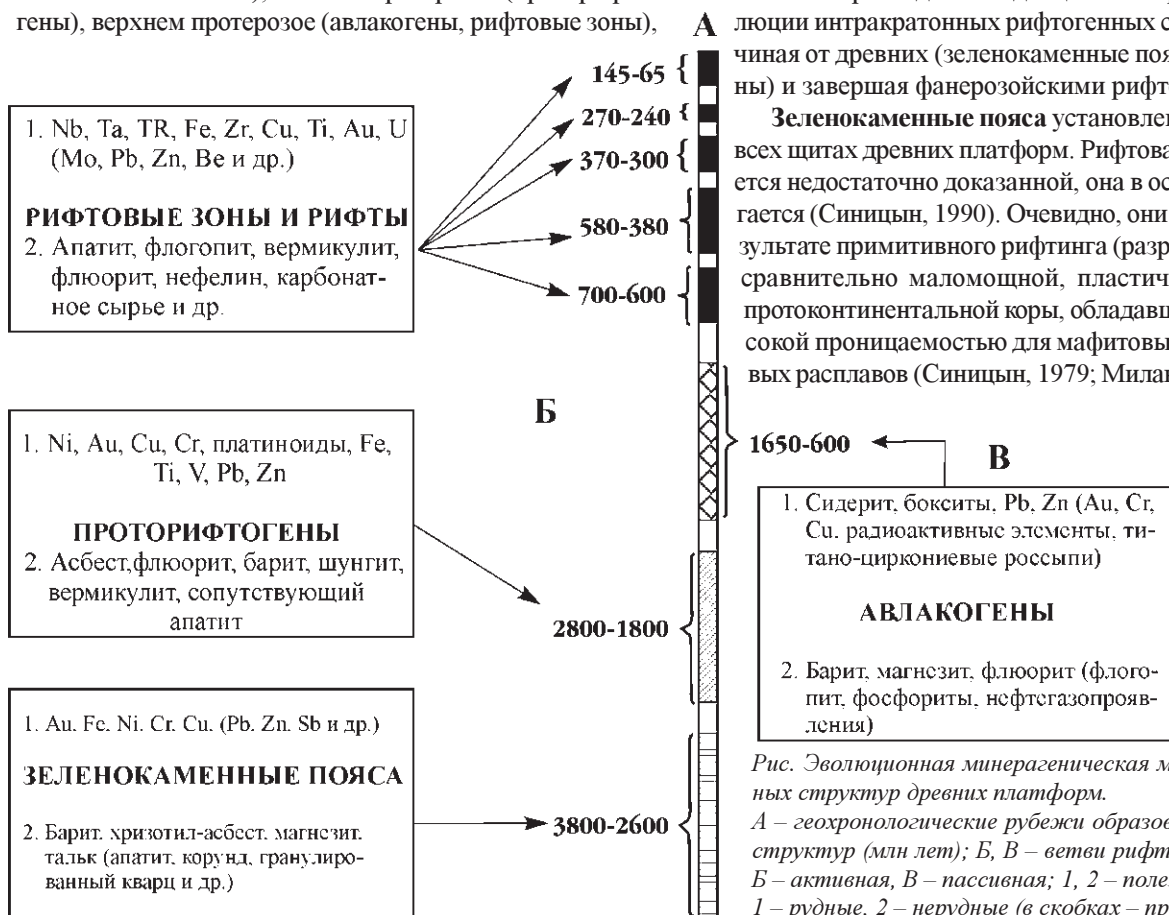 гены), верхнем протерозое (авлакогены, рифтовые зоны),
А
145-65
270-240
370-300
580-380
700-600
1. Nb, Ta, TR, Fe, Zr, Cu, Ti, Au, U
(Mo, Pb, Zn, Be и др.)
РИФТОВЫЕ ЗОНЫ И РИФТЫ
2. Апатит, флогопит, вермикулит,
флюорит, нефелин, карбонат-
ное сырье и др.
Б
1. Ni, Au, Cu, Cr, платиноиды, Fe,
Ti, V, Pb, Zn
ПРОТОРИФТОГЕНЫ
2. Асбест,флюорит, барит, шунгит,
вермикулит, сопутствующий
апатит
2800-1800
1. Au. Fe. Ni. Cr. Cu. (Pb. Zn. Sb и др.)
ЗЕЛЕНОКАМЕННЫЕ ПОЯСА
2. Барит. хризотил-асбест. магнезит.
тальк (апатит. корунд, гранулиро-
ванный кварц и др.)
3800-2600
люции интракратонных рифтогенных с
чиная от древних (зеленокаменные поя
ны) и завершая фанерозойскими рифт
Зеленокаменные пояса установле
всех щитах древних платформ. Рифтова
ется недостаточно доказанной, она в ос
гается (Синицын, 1990). Очевидно, они
зультате примитивного рифтинга (разр
сравнительно маломощной, пластич
протоконтинентальной коры, обладавш
сокой проницаемостью для мафитовы
вых расплавов (Синицын, 1979; Милан
1650-600
В
1. Сидерит, бокситы, Pb, Zn (Au, Cr,
Cu. радиоактивные элементы, ти-
тано-циркониевые россыпи)
АВЛАКОГЕНЫ
2. Барит, магнезит, флюорит (флого-
пит, фосфориты, нефтегазопрояв-
ления)
Рис. Эволюционная минерагеническая м
ных структур древних платформ.
А – геохронологические рубежи образов
структур (млн лет); Б, В – ветви рифт
Б – активная, В – пассивная; 1, 2 – поле
1 – рудные, 2 – нерудные (в скобках – пр